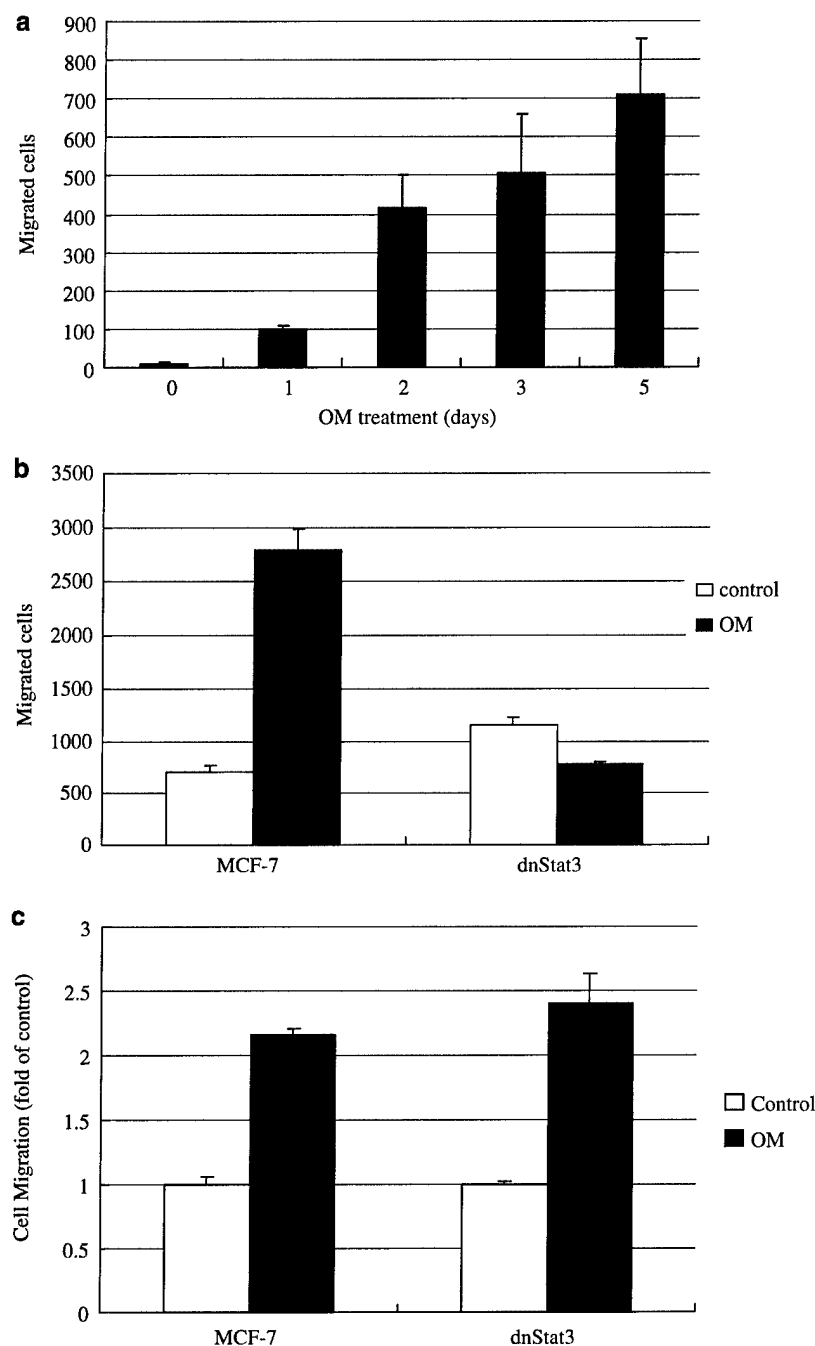 a
900
800
700
600
500
400
300
200
100
0
Migrated cells
0 1 2 3 5
OM treatment (days)
b
3500
3000
2500
2000
1500
1000
500
0
Migrated cells
control
OM
MCF-7 dnStat3
c
3
2.5
2
1.5
1
0.5
0
Cell Migration (fold of control)
Control
OM
MCF-7 dnStat3